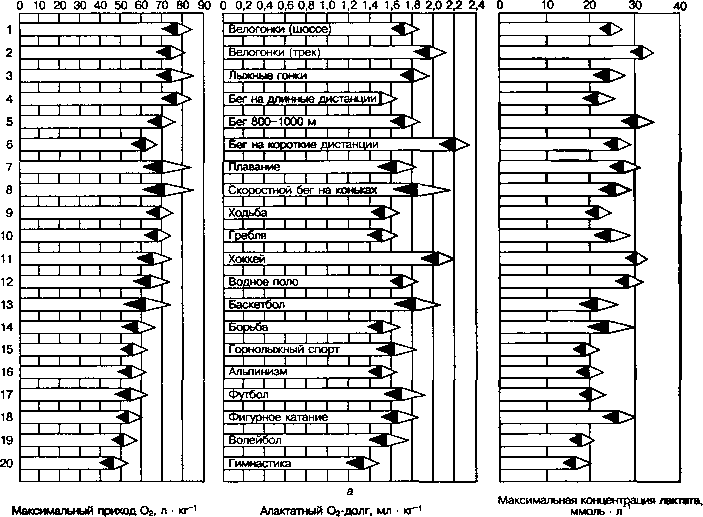 0 10 20 30 40 50 60 70 80 90
0 0,2 0,4 0,6 0,8 1,0 1,2 1,4 1,6 1,8 2,0 2,2 2,4
0 10 20 30 40
1 Велогонки (шоссе)
2 Велогонки (трек)
3 Лыжные гонки
4 Бег на длинные дистанции
5 Бег 800—1000 м
6 Бег на короткие дистанции
7 Плавание
8 Скоростной бег на коньках
9 Ходьба
10 Гребля
11 Хоккей
12 Водное поло
13 Баскетбол
14 Борьба
15 Горнолыжный спорт
16 Альпинизм
17 Футбол
18 Фигурное катание
19 Волейбол
20 Гимнастика
а
Максимальный приход O₂, л · кг⁻¹
Алактатный O₂-долг, мл · кг⁻¹
Максимальная концентрация лактата,
ммоль · л